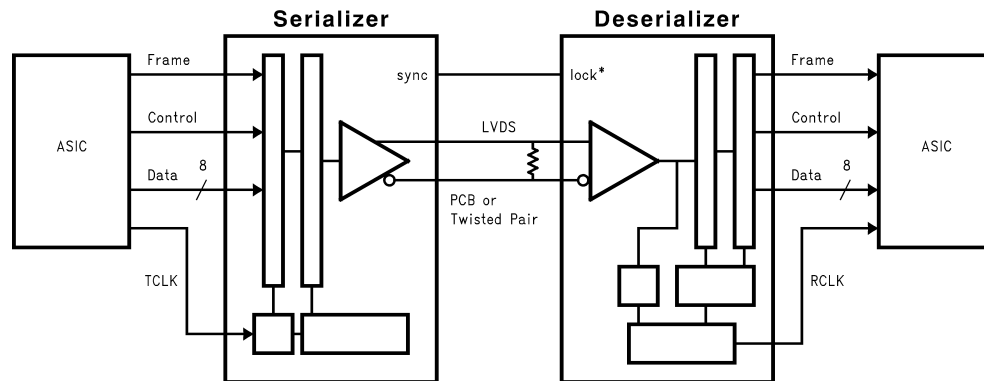 Serializer
Deserializer
Frame
Control
8
Data
ASIC
TCLK
sync
lock*
LVDS
PCB or
Twisted Pair
Frame
Control
8
Data
ASIC
RCLK